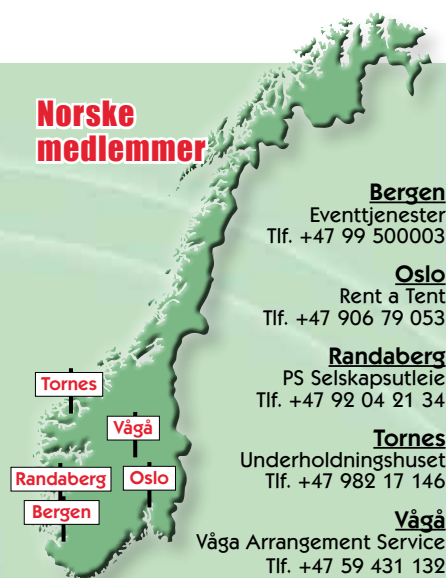 Norske
medlemmer
Bergen
Eventtjenester
Tlf. +47 99 500003
Oslo
Rent a Tent
Tlf. +47 906 79 053
Randaberg
PS Selskapsutleie
Tlf. +47 92 04 21 34
Tornes
Underholdningshuset
Tlf. +47 982 17 146
Vågå
Våga Arrangement Service
Tlf. +47 59 431 132
Tornes
Vågå
Randaberg
Oslo
Bergen